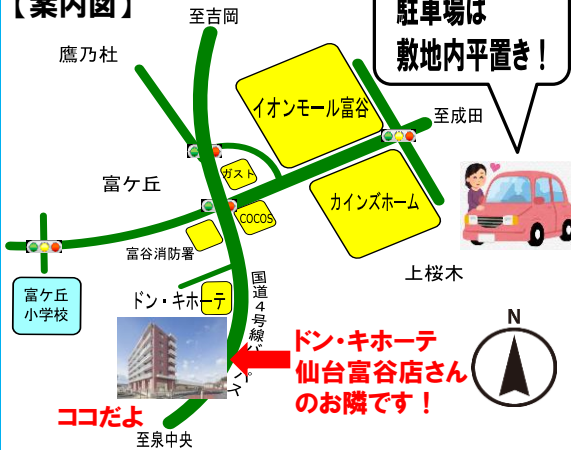 【案内図】
至吉岡
駐車場は
敷地内平置き！
鷹乃杜
イオンモール富谷
至成田
ガスト
富ケ丘
カインズホーム
COCOS
富谷消防署
上桜木
富ケ丘
小学校
ドン・キホーテ
国道４号線バイパス
N
ドン・キホーテ
仙台富谷店さん
のお隣です！
ココだよ
至泉中央